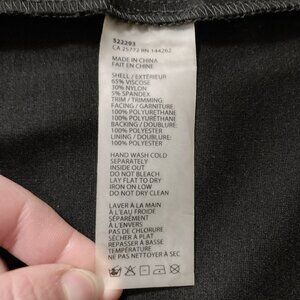 522293
CA 25772 RN 144262
MADE IN CHINA
FAIT EN CHINE
SHELL / EXTÉRIEUR
65% VISCOSE
30% NYLON
5% SPANDEX
TRIM / TRIMMING:
FACING / GARNITURE
100% POLYURETHANE
100% POLYURÉTHANE
BACKING / DOUBLURE:
100% POLYESTER
LINING / DOUBLURE:
100% POLYESTER
HAND WASH COLD
SEPARATELY
INSIDE OUT
DO NOT BLEACH
LAY FLAT TO DRY
IRON ON LOW
DO NOT DRY CLEAN
LAVER À LA MAIN
À L'EAU FROIDE
SÉPARÉMENT
À L'ENVERS
PAS DE CHLORURE
SÉCHER À PLAT
REPASSER À BASSE
TEMPÉRATURE
NE PAS NETTOYER À SEC